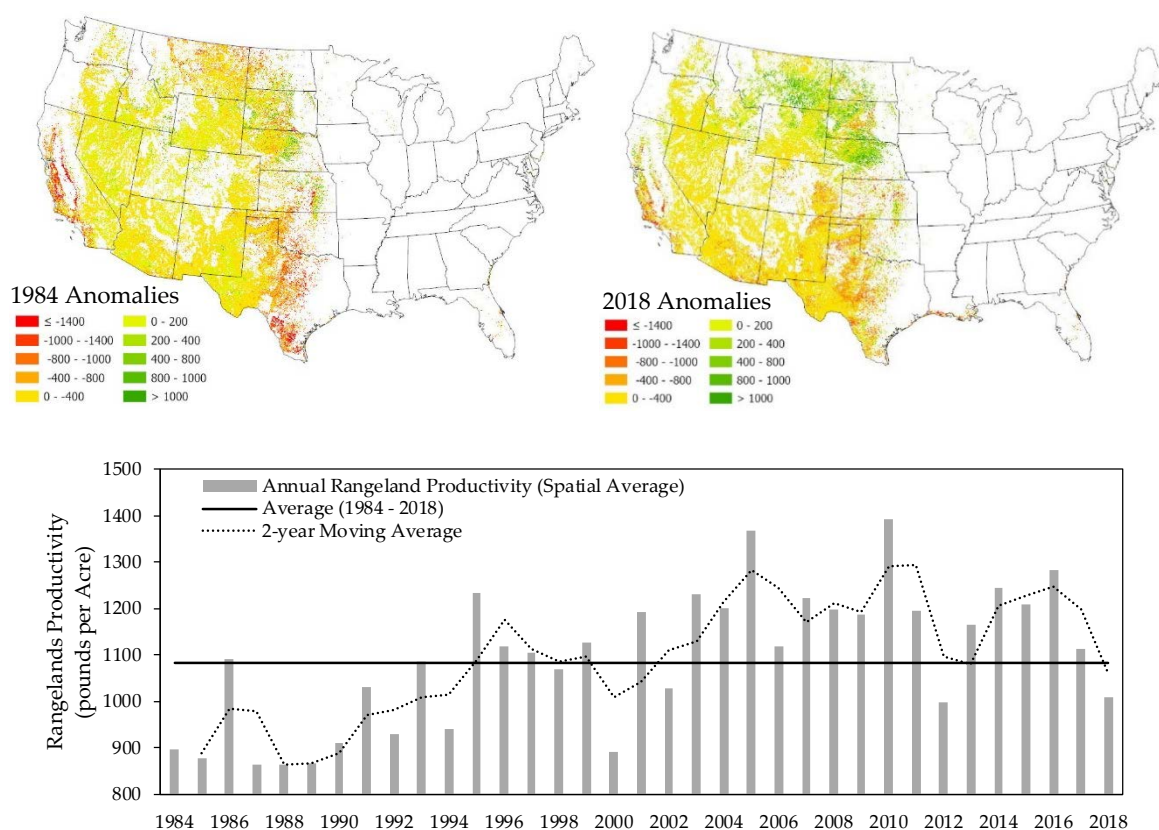 1984 Anomalies
≤ -1400
-1000 - -1400
-800 - -1000
-400 - -800
0 - -400
0 - 200
200 - 400
400 - 800
800 - 1000
> 1000
2018 Anomalies
≤ -1400
-1000 - -1400
-800 - -1000
-400 - -800
0 - -400
0 - 200
200 - 400
400 - 800
800 - 1000
> 1000
Rangelands Productivity
(pounds per Acre)
1500
1400
1300
1200
1100
1000
900
800
Annual Rangeland Productivity (Spatial Average)
Average (1984 - 2018)
2-year Moving Average
1984 1986 1988 1990 1992 1994 1996 1998 2000 2002 2004 2006 2008 2010 2012 2014 2016 2018